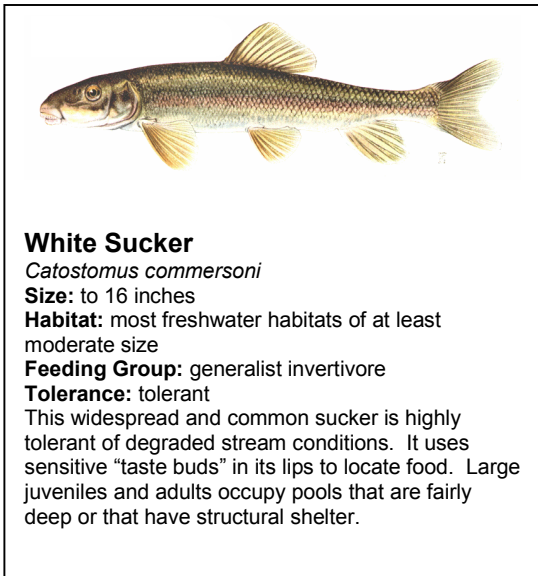 White Sucker
Catostomus commersoni
Size: to 16 inches
Habitat: most freshwater habitats of at least
moderate size
Feeding Group: generalist invertivore
Tolerance: tolerant
This widespread and common sucker is highly
tolerant of degraded stream conditions.  It uses
sensitive “taste buds” in its lips to locate food.  Large
juveniles and adults occupy pools that are fairly
deep or that have structural shelter.